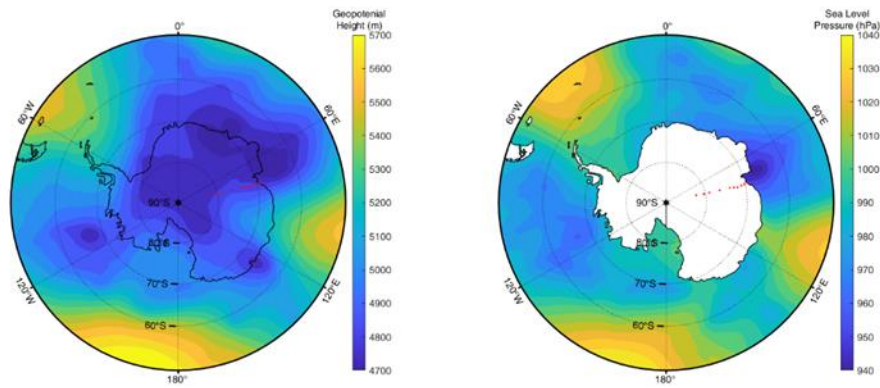 Geopotenial
Height (m)
0°
5700
5600
5500
5400
5300
5200
5100
5000
4900
4800
4700
60°W
60°E
90°S
80°S
70°S
60°S
120°W
120°E
180°
Sea Level
Pressure (hPa)
0°
1040
1030
1020
1010
1000
990
980
970
960
950
940
60°W
60°E
90°S
80°S
70°S
60°S
120°W
120°E
180°